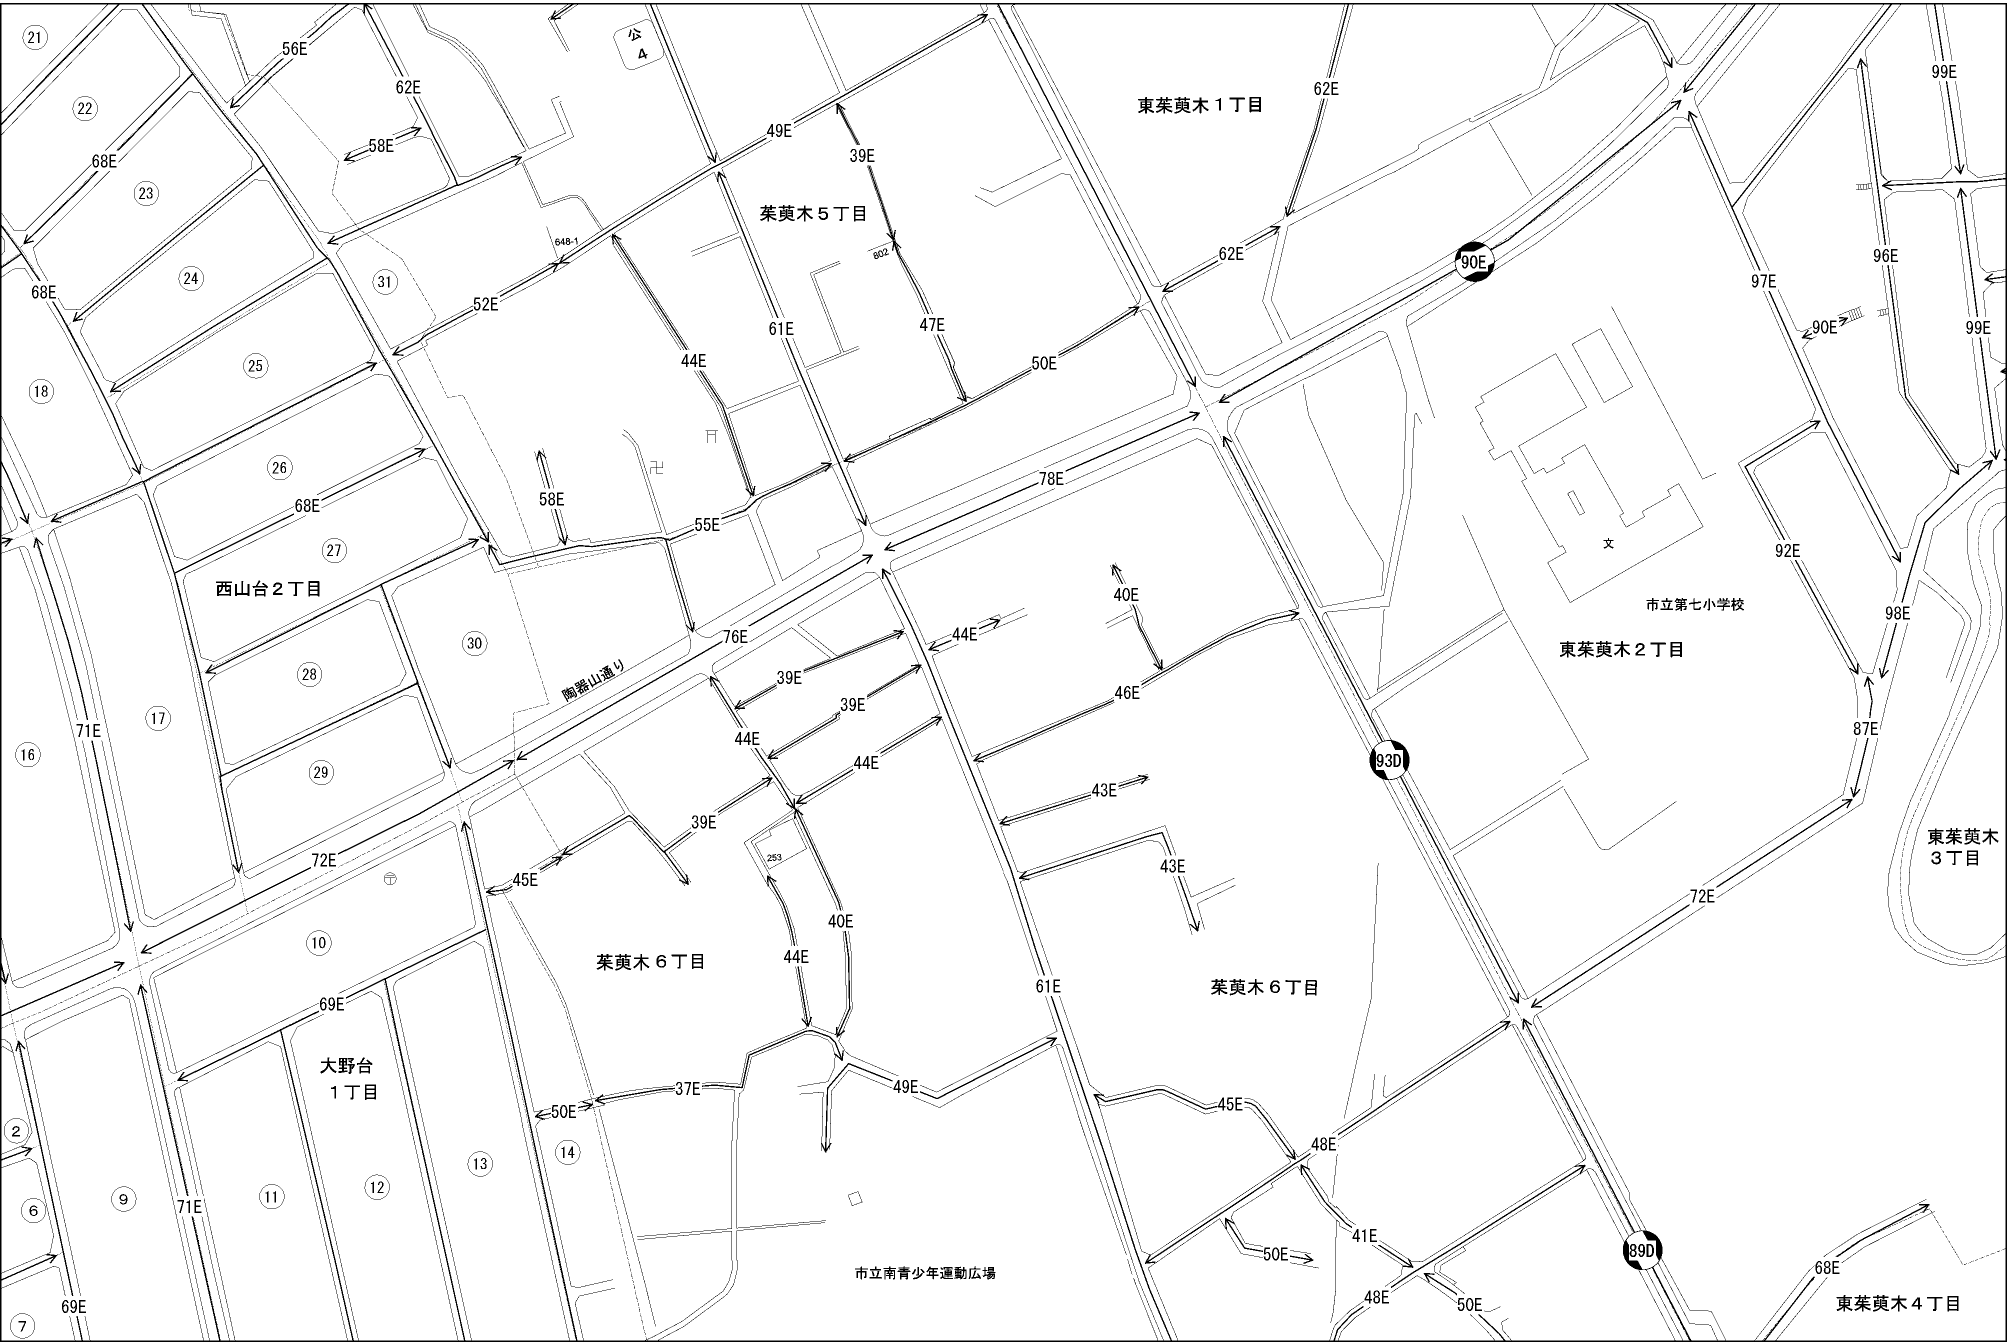 21
56E
公
4
62E
49E
東茱萸木１丁目
62E
99E
22
68E
58E
39E
23
茱萸木５丁目
648-1
802
62E
90E
96E
97E
24
31
68E
52E
61E
47E
90E
99E
44E
50E
18
25
26
68E
58E
55E
78E
27
文
92E
西山台２丁目
40E
市立第七小学校
98E
28
30
76E
44E
東茱萸木２丁目
陶器山通り
39E
46E
17
71E
39E
44E
87E
16
29
44E
93D
43E
39E
72E
東茱萸木
３丁目
253
43E
45E
72E
10
40E
44E
茱萸木６丁目
61E
茱萸木６丁目
69E
大野台
１丁目
37E
49E
50E
45E
2
14
48E
13
12
11
9
6
71E
41E
50E
89D
市立南青少年運動広場
68E
69E
48E
50E
東茱萸木４丁目
7